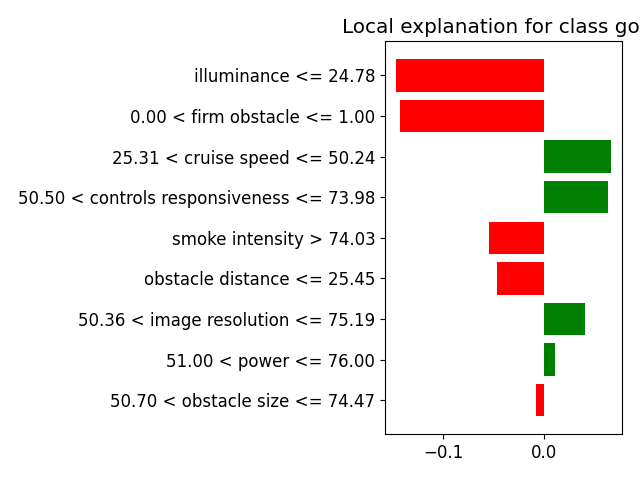 Local explanation for class go
illuminance <= 24.78
0.00 < firm obstacle <= 1.00
25.31 < cruise speed <= 50.24
50.50 < controls responsiveness <= 73.98
smoke intensity > 74.03
obstacle distance <= 25.45
50.36 < image resolution <= 75.19
51.00 < power <= 76.00
50.70 < obstacle size <= 74.47
−0.1 0.0